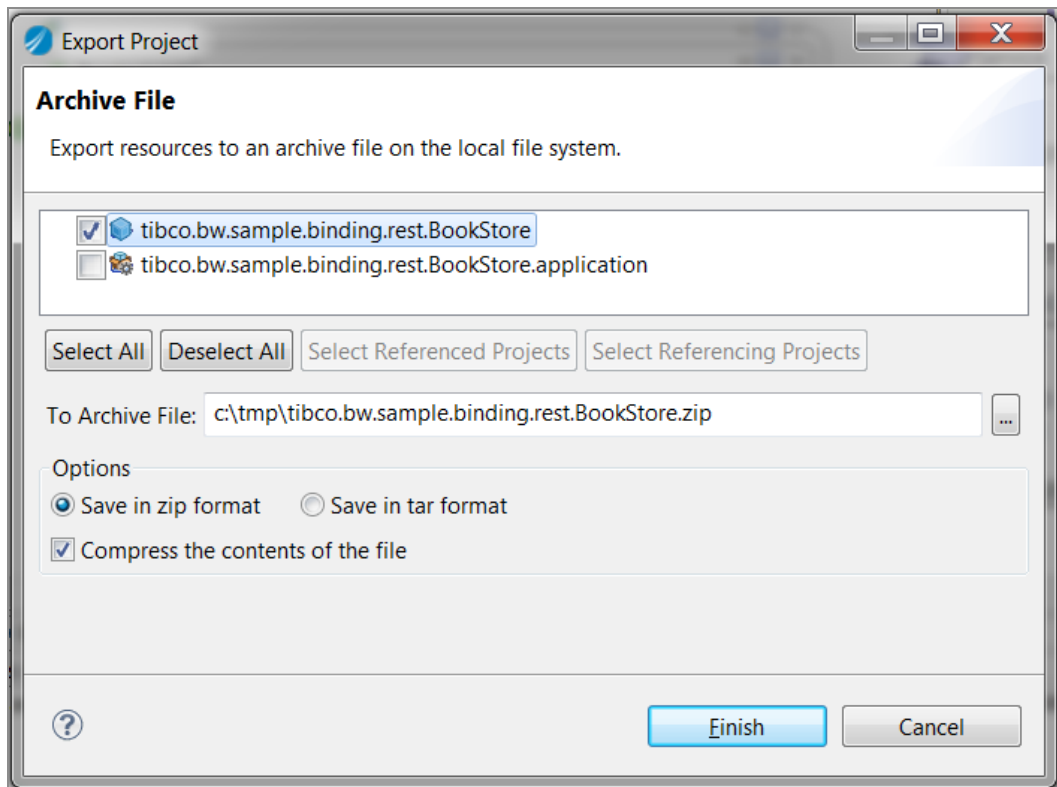 Export Project
Archive File
Export resources to an archive file on the local file system.
tibco.bw.sample.binding.rest.BookStore
tibco.bw.sample.binding.rest.BookStore.application
Select All Deselect All Select Referenced Projects Select Referencing Projects
To Archive File: c:\tmp\tibco.bw.sample.binding.rest.BookStore.zip ...
Options
Save in zip format Save in tar format
Compress the contents of the file
? Finish Cancel